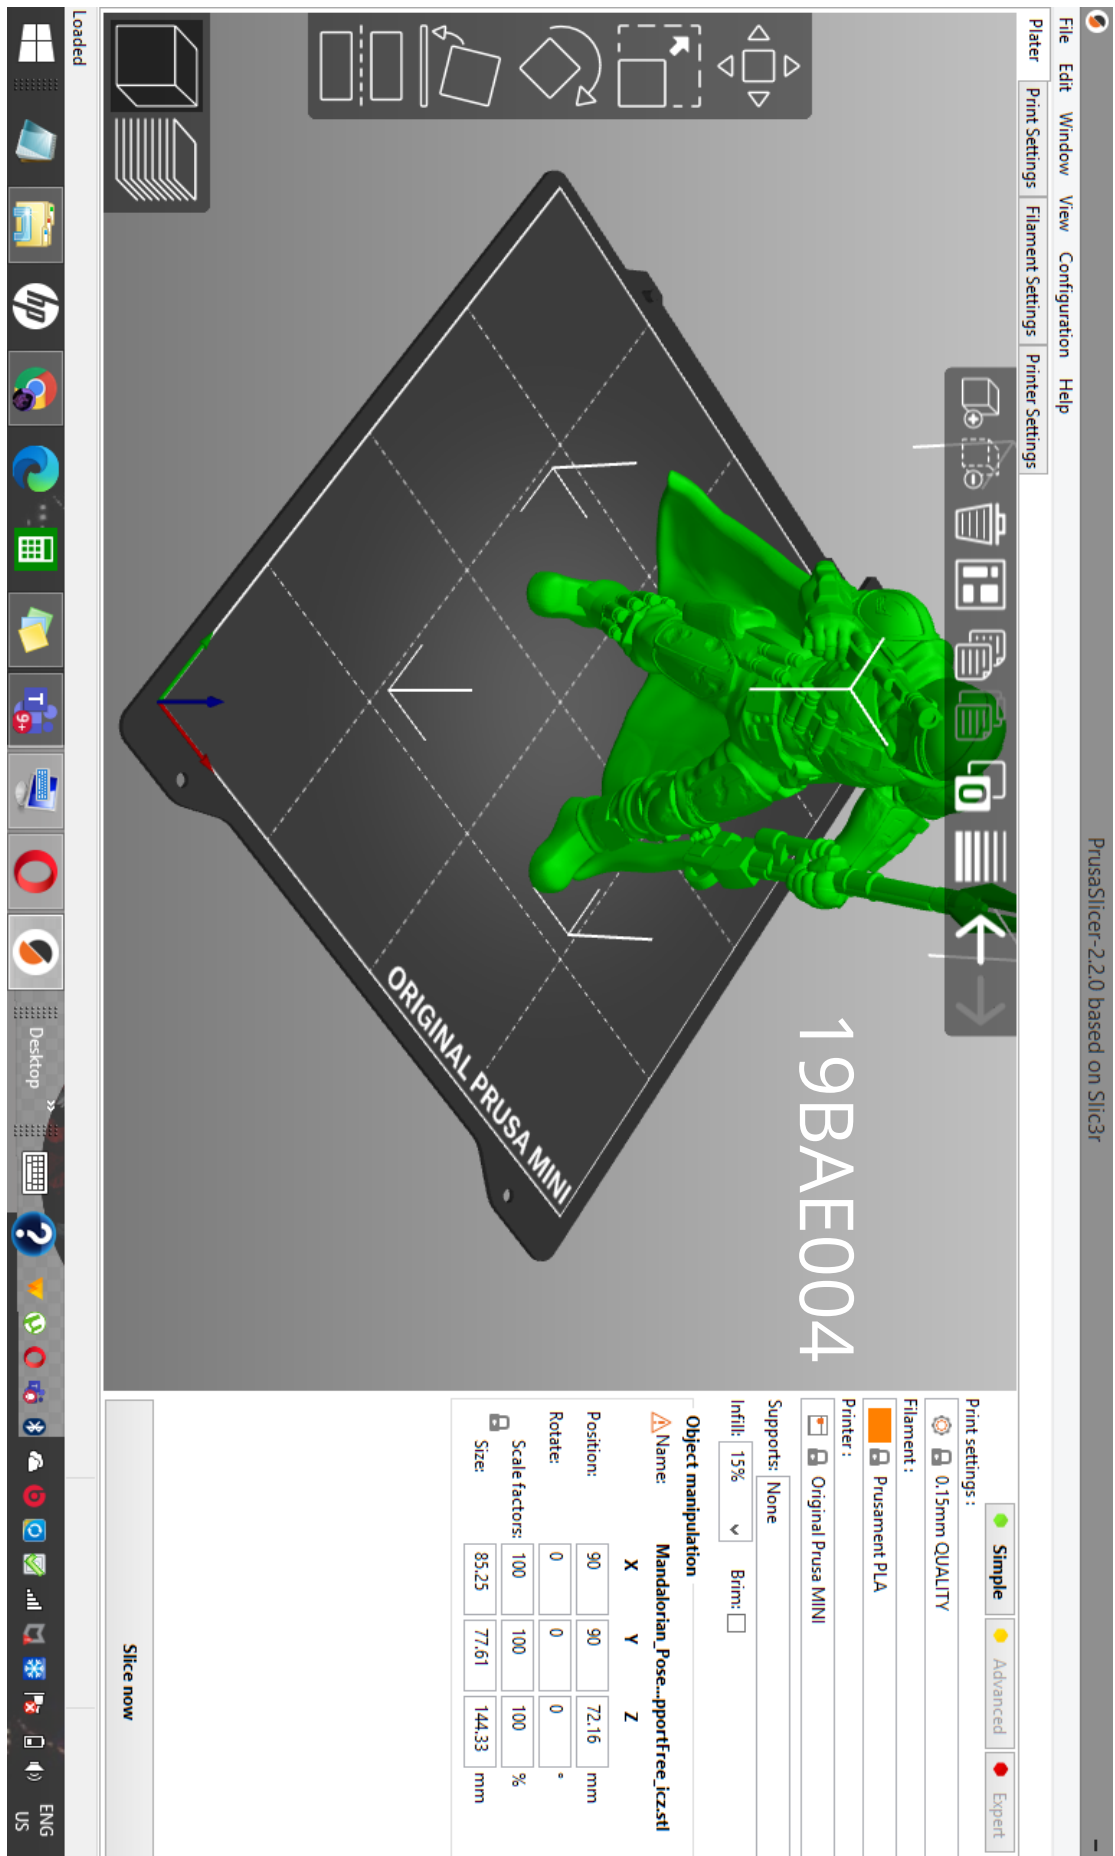 PrusaSlicer-2.2.0 based on Slic3r
File Edit Window View Configuration Help
Plater Print Settings Filament Settings Printer Settings
Simple Advanced Expert
Print settings :
0.15mm QUALITY
Filament :
Prusament PLA
Printer :
Original Prusa MINI
Supports: None
Infill: 15% Brim:
Object manipulation
Name: Mandalorian_Pose...pportFree_icz.stl
X Y Z
Position: 90 90 72.16 mm
Rotate: 0 0 0 °
Scale factors: 100 100 100 %
Size: 85.25 77.61 144.33 mm
Slice now
19BAE004
ORIGINAL PRUSA MINI
Loaded
hp
T
9+
Desktop »
ENG
US